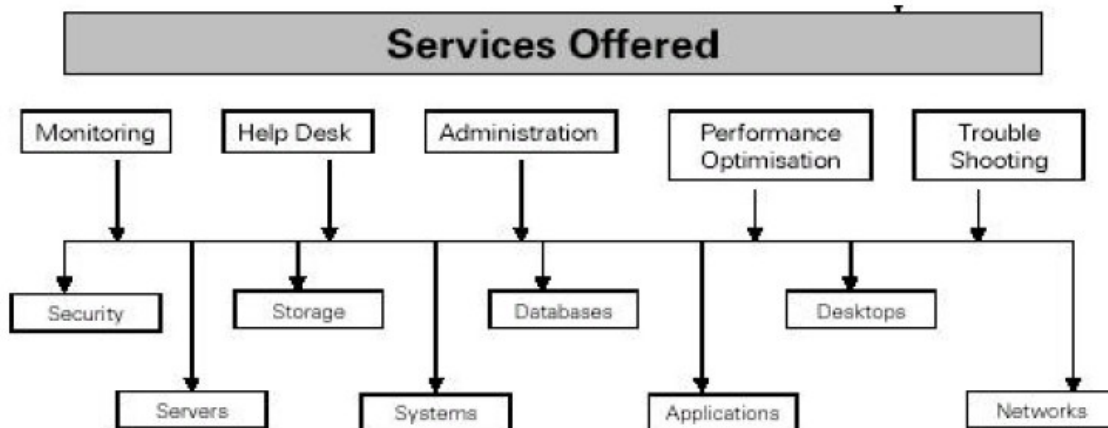 Services Offered
Monitoring
Help Desk
Administration
Performance
Optimisation
Trouble
Shooting
Security
Storage
Databases
Desktops
Servers
Systems
Applications
Networks